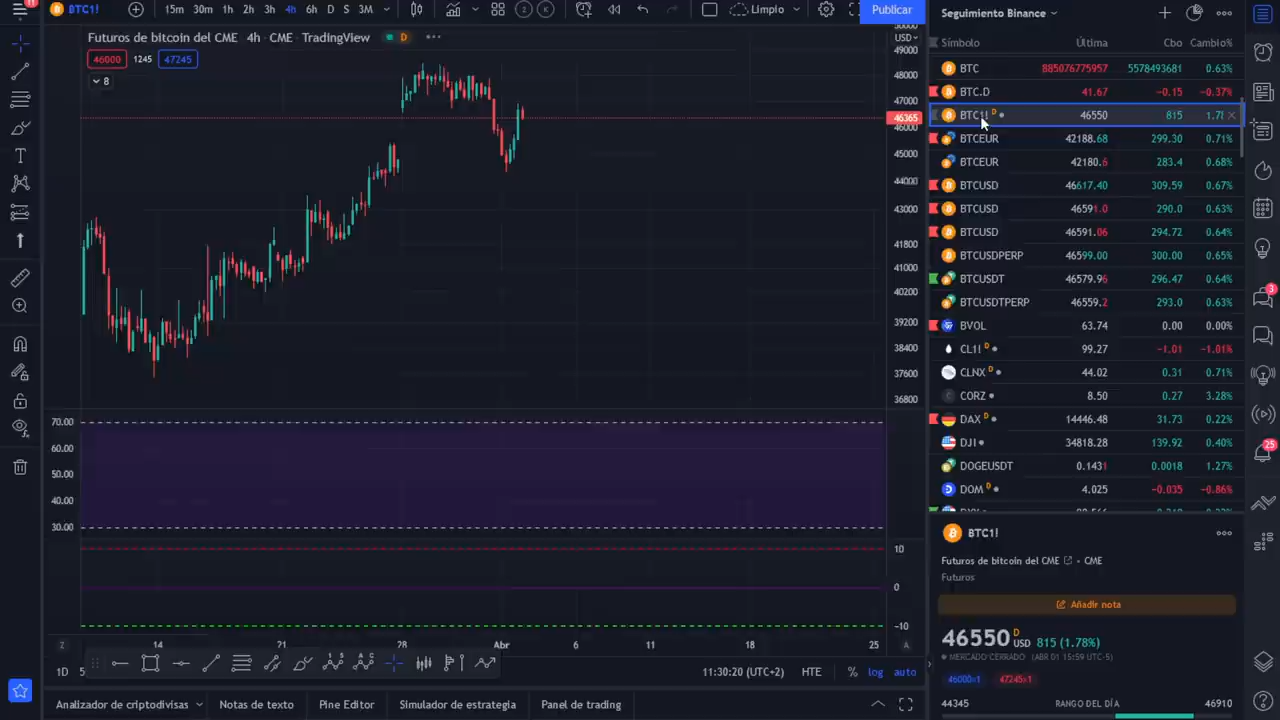 11
BTC1!
15m 30m 1h 2h 3h 4h 6h D S 3M
Limpio
Publicar
Seguimiento Binance
Futuros de bitcoin del CME · 4h · CME · TradingView
D
46000 1245 47245
8
50000
USD
49000
48000
47000
46365
46000
45000
44000
43000
41800
41000
40200
39200
38400
37600
36800
70.00
60.00
50.00
40.00
30.00
10
0
-10
Z 14 21 28 Abr 6 11 18 25 A
1D 5
11:30:20 (UTC+2) HTE % log auto
Analizador de criptodivisas Notas de texto Pine Editor Simulador de estrategia Panel de trading
Símbolo Última Cbo Cambio%
BTC 885076775957 5578493681 0.63%
BTC.D 41.67 −0.15 −0.37%
BTC1! D 46550 815
BTCEUR 42188.68 299.30 0.71%
BTCEUR 42180.6 283.4 0.68%
BTCUSD 46617.40 309.59 0.67%
BTCUSD 46591.0 290.0 0.63%
BTCUSD 46591.06 294.72 0.64%
BTCUSDPERP 46599.00 300.00 0.65%
BTCUSDT 46579.96 296.47 0.64%
BTCUSDTPERP 46559.2 293.0 0.63%
BVOL 63.74 0.00 0.00%
CL1! D 99.27 −1.01 −1.01%
CLNX D 44.02 0.31 0.71%
CORZ 8.50 0.27 3.28%
DAX D 14446.48 31.73 0.22%
DJI 34818.28 139.92 0.40%
DOGEUSDT 0.1431 0.0018 1.27%
DOM D 4.025 −0.035 −0.86%
BTC1!
Futuros de bitcoin del CME · CME
Futuros
Añadir nota
46550 D USD 815 (1.78%)
MERCADO CERRADO (ABR 01 15:59 UTC-5)
46000×1 47245×1
44345 RANGO DEL DÍA 46910
3
25